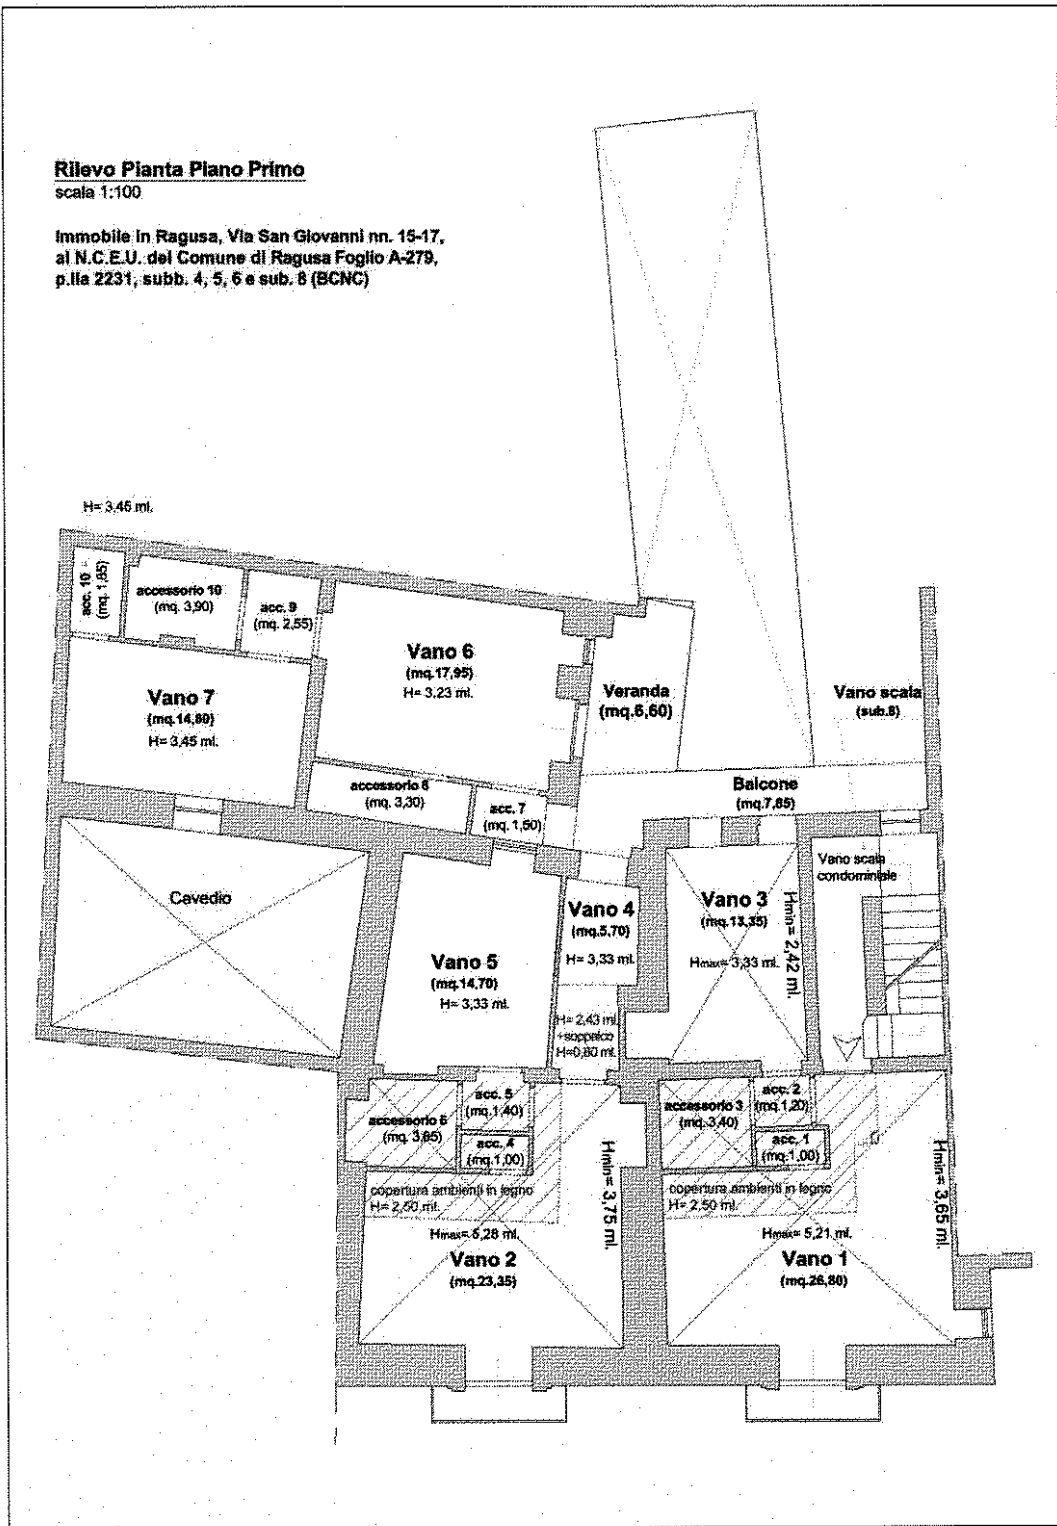 Rilievo Pianta Piano Primo
scala 1:100
Immobile in Ragusa, Via San Giovanni nn. 15-17,
al N.C.E.U. del Comune di Ragusa Foglio A-279,
p.lla 2231, subb. 4, 5, 6 e sub. 8 (BCNC)
H= 3,45 ml.
acc. 10
(mq. 1,85)
accessorio 10
(mq. 3,90)
acc. 9
(mq. 2,55)
Vano 6
(mq.17,95)
H= 3,23 ml.
Vano 7
(mq.14,80)
H= 3,45 ml.
Veranda
(mq.6,60)
Vano scala
(sub.8)
accessorio 8
(mq. 3,30)
acc. 7
(mq. 1,50)
Balcone
(mq.7,85)
Cavedio
Vano 5
(mq.14,70)
H= 3,33 ml.
Vano 4
(mq.5,70)
H= 3,33 ml.
H= 2,43 ml.
+soppalco
H=0,80 ml.
Vano 3
(mq.13,35)
Hmax= 3,33 ml.
Hmin= 2,42 ml.
Vano scala
condominiale
accessorio 6
(mq. 3,65)
acc. 5
(mq.1,40)
acc. 4
(mq.1,00)
copertura ambienti in legno
H= 2,50 ml.
Hmax= 5,28 ml.
Hmin= 3,75 ml.
Vano 2
(mq.23,35)
accessorio 3
(mq.3,40)
acc. 2
(mq.1,20)
acc. 1
(mq.1,00)
copertura ambienti in legno
H= 2,50 ml.
Hmax= 5,21 ml.
Hmin= 3,65 ml.
Vano 1
(mq.26,80)